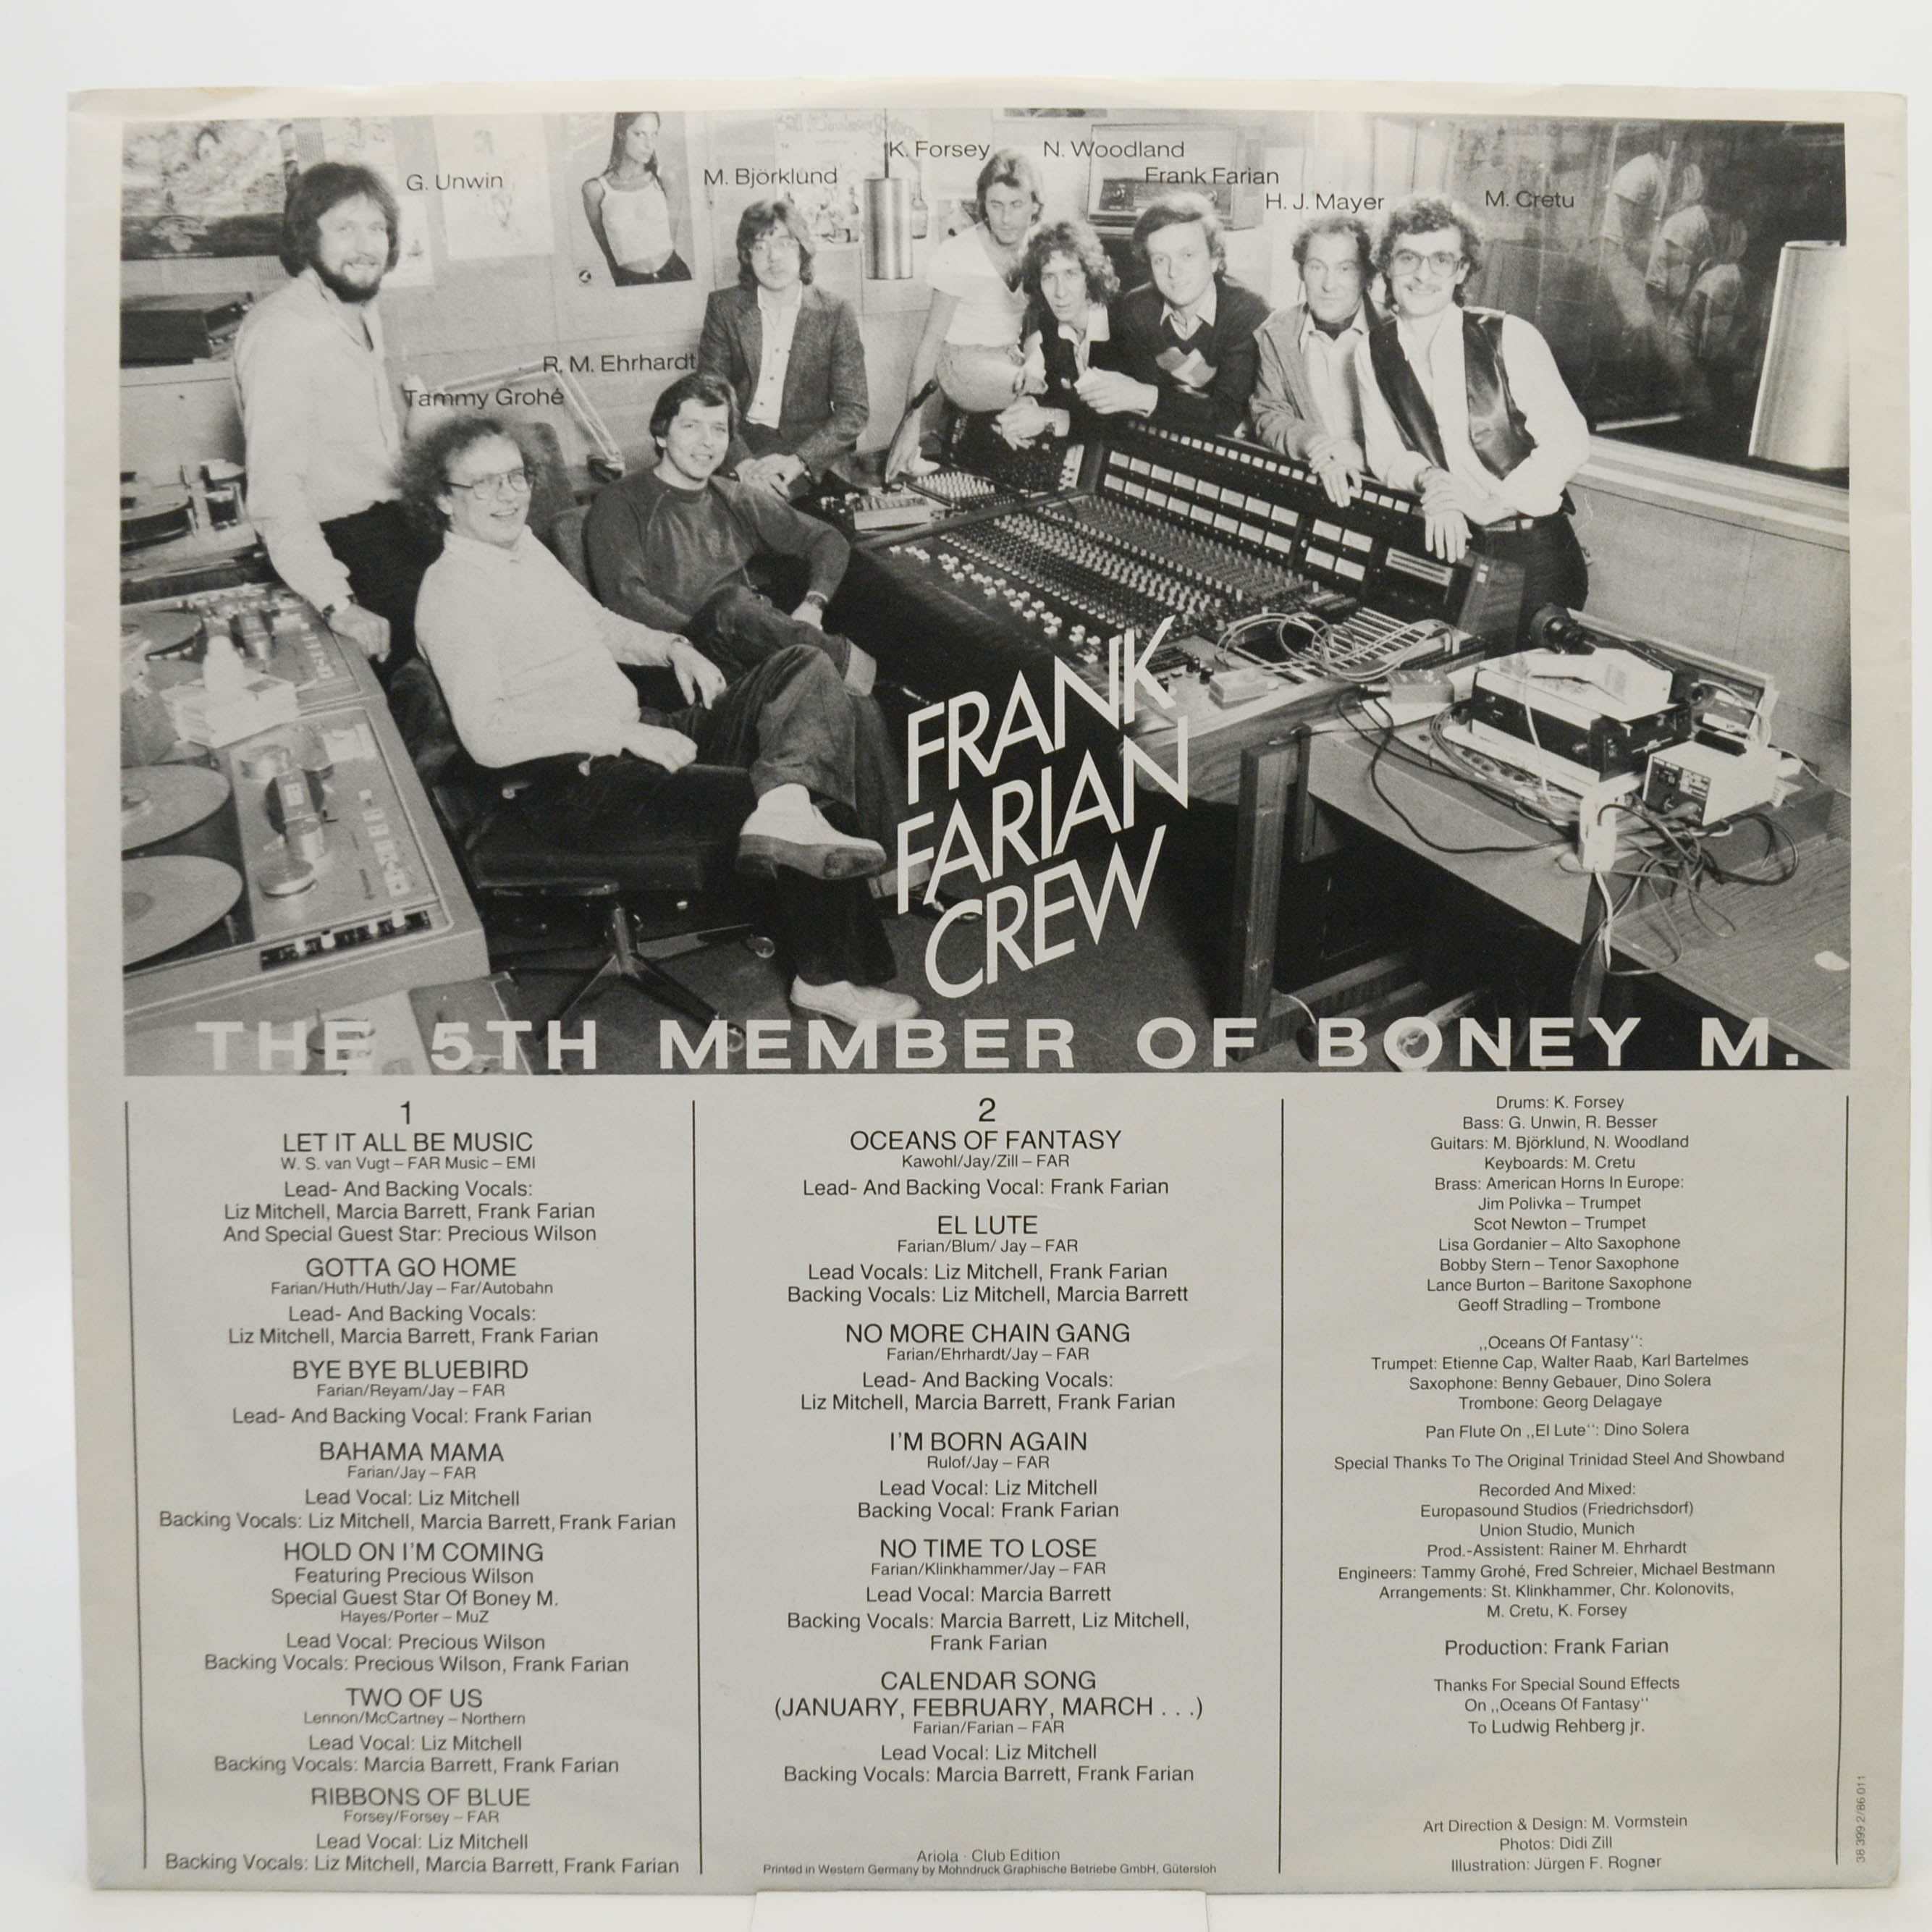 K. Forsey
N. Woodland
G. Unwin
M. Björklund
Frank Farian
H. J. Mayer
M. Cretu
R. M. Ehrhardt
Tammy Grohé
FRANK
FARIAN
CREW
THE 5TH MEMBER OF BONEY M.
1
LET IT ALL BE MUSIC
W. S. van Vugt – FAR Music – EMI
Lead- And Backing Vocals:
Liz Mitchell, Marcia Barrett, Frank Farian
And Special Guest Star: Precious Wilson
GOTTA GO HOME
Farian/Huth/Huth/Jay – Far/Autobahn
Lead- And Backing Vocals:
Liz Mitchell, Marcia Barrett, Frank Farian
BYE BYE BLUEBIRD
Farian/Reyam/Jay – FAR
Lead- And Backing Vocal: Frank Farian
BAHAMA MAMA
Farian/Jay – FAR
Lead Vocal: Liz Mitchell
Backing Vocals: Liz Mitchell, Marcia Barrett, Frank Farian
HOLD ON I'M COMING
Featuring Precious Wilson
Special Guest Star Of Boney M.
Hayes/Porter – MuZ
Lead Vocal: Precious Wilson
Backing Vocals: Precious Wilson, Frank Farian
TWO OF US
Lennon/McCartney – Northern
Lead Vocal: Liz Mitchell
Backing Vocals: Marcia Barrett, Frank Farian
RIBBONS OF BLUE
Forsey/Forsey – FAR
Lead Vocal: Liz Mitchell
Backing Vocals: Liz Mitchell, Marcia Barrett, Frank Farian
2
OCEANS OF FANTASY
Kawohl/Jay/Zill – FAR
Lead- And Backing Vocal: Frank Farian
EL LUTE
Farian/Blum/ Jay – FAR
Lead Vocals: Liz Mitchell, Frank Farian
Backing Vocals: Liz Mitchell, Marcia Barrett
NO MORE CHAIN GANG
Farian/Ehrhardt/Jay – FAR
Lead- And Backing Vocals:
Liz Mitchell, Marcia Barrett, Frank Farian
I'M BORN AGAIN
Rulof/Jay – FAR
Lead Vocal: Liz Mitchell
Backing Vocal: Frank Farian
NO TIME TO LOSE
Farian/Klinkhammer/Jay – FAR
Lead Vocal: Marcia Barrett
Backing Vocals: Marcia Barrett, Liz Mitchell,
Frank Farian
CALENDAR SONG
(JANUARY, FEBRUARY, MARCH . . .)
Farian/Farian – FAR
Lead Vocal: Liz Mitchell
Backing Vocals: Marcia Barrett, Frank Farian
Ariola · Club Edition
Printed in Western Germany by Mohndruck Graphische Betriebe GmbH, Gütersloh
Drums: K. Forsey
Bass: G. Unwin, R. Besser
Guitars: M. Björklund, N. Woodland
Keyboards: M. Cretu
Brass: American Horns In Europe:
Jim Polivka – Trumpet
Scot Newton – Trumpet
Lisa Gordanier – Alto Saxophone
Bobby Stern – Tenor Saxophone
Lance Burton – Baritone Saxophone
Geoff Stradling – Trombone
„Oceans Of Fantasy“:
Trumpet: Etienne Cap, Walter Raab, Karl Bartelmes
Saxophone: Benny Gebauer, Dino Solera
Trombone: Georg Delagaye
Pan Flute On „El Lute“: Dino Solera
Special Thanks To The Original Trinidad Steel And Showband
Recorded And Mixed:
Europasound Studios (Friedrichsdorf)
Union Studio, Munich
Prod.-Assistent: Rainer M. Ehrhardt
Engineers: Tammy Grohé, Fred Schreier, Michael Bestmann
Arrangements: St. Klinkhammer, Chr. Kolonovits,
M. Cretu, K. Forsey
Production: Frank Farian
Thanks For Special Sound Effects
On „Oceans Of Fantasy“
To Ludwig Rehberg jr.
Art Direction & Design: M. Vormstein
Photos: Didi Zill
Illustration: Jürgen F. Rogner
38 399 2/86 011